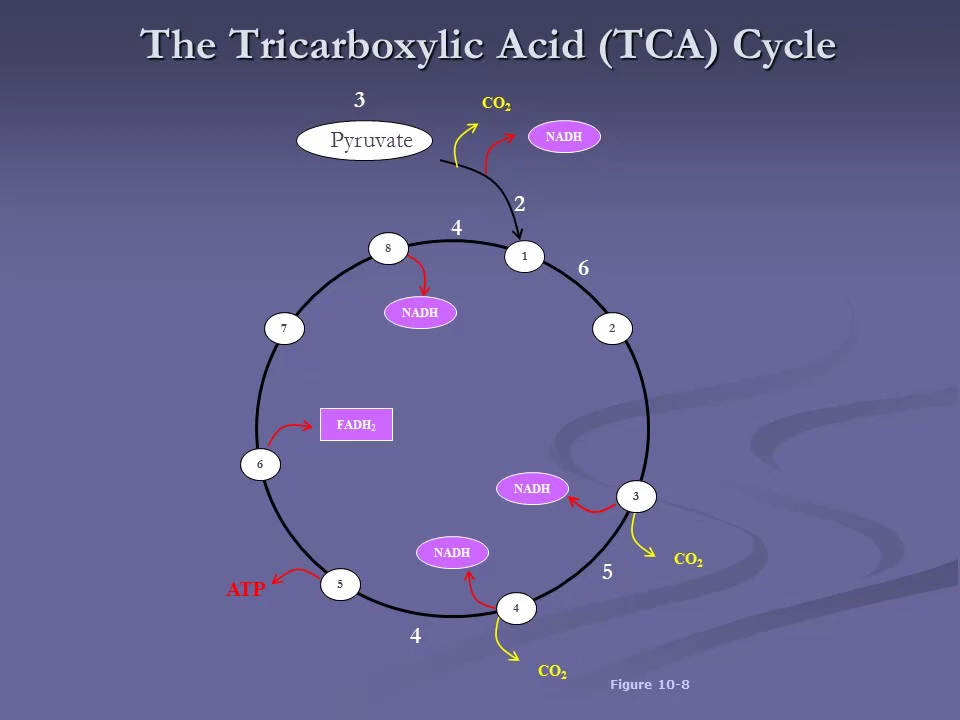 The Tricarboxylic Acid (TCA) Cycle
3
CO₂
Pyruvate
NADH
2
4
8
1
6
NADH
7
2
FADH₂
6
NADH
3
NADH
CO₂
5
5
ATP
4
4
CO₂
Figure 10-8